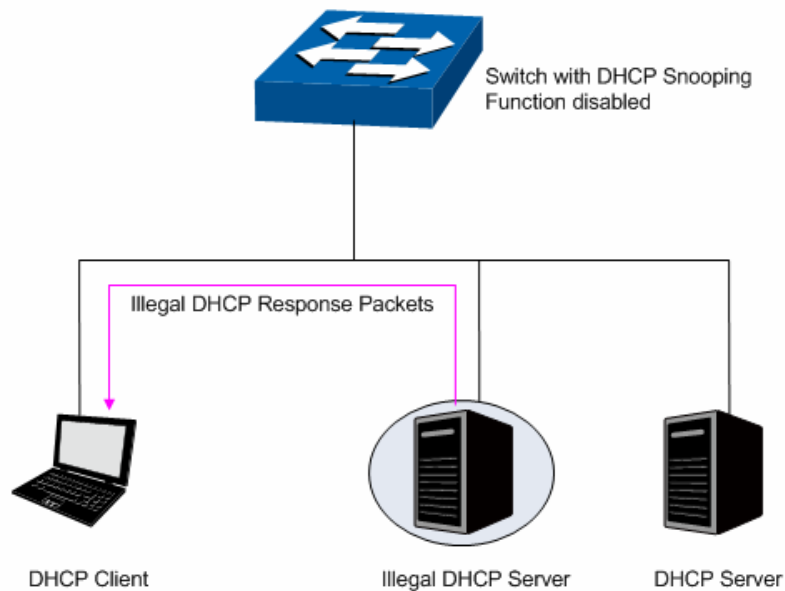 Switch with DHCP Snooping
Function disabled
Illegal DHCP Response Packets
DHCP Client
Illegal DHCP Server
DHCP Server